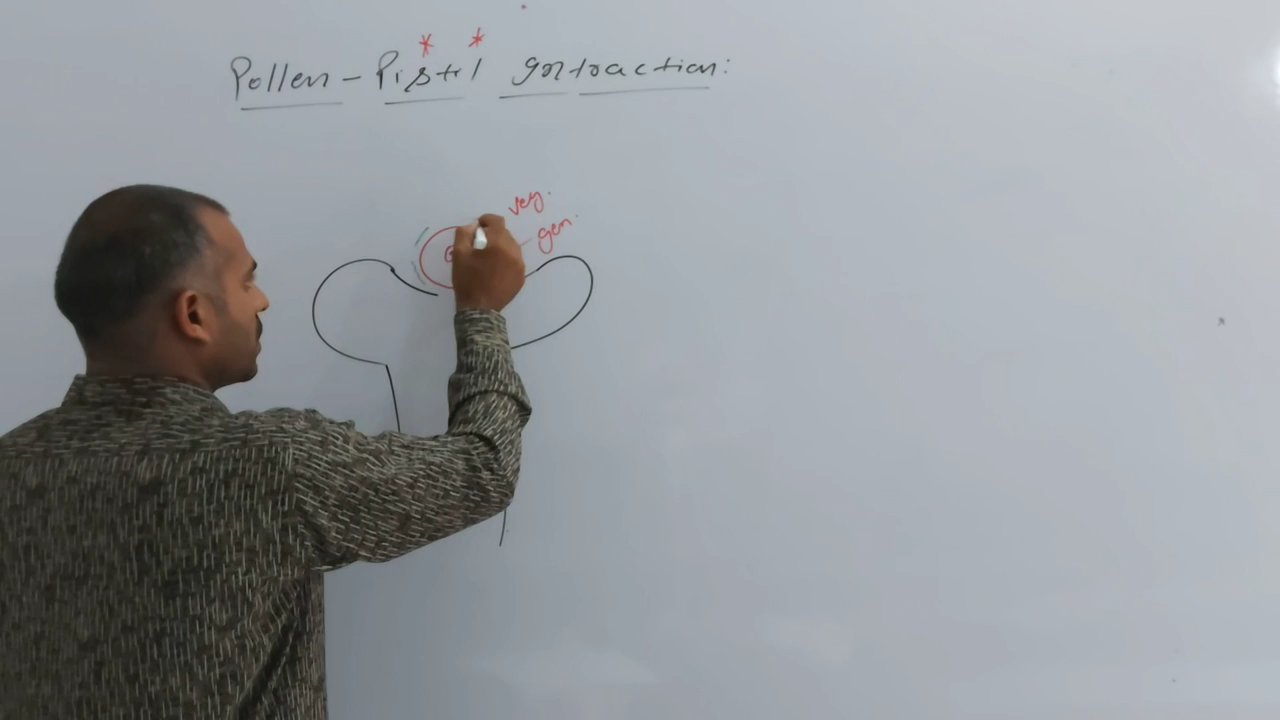 Pollen - Pistil Interaction:
veg.
gen.